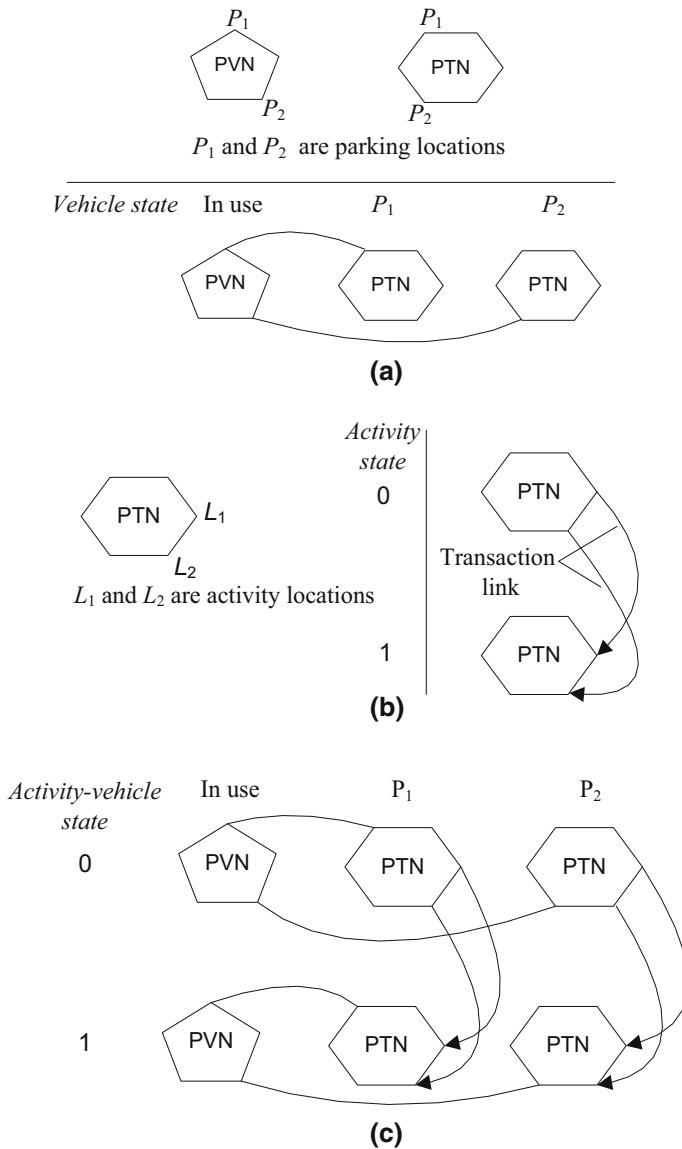 P1 P1
PVN PTN
P2 P2
P1 and P2 are parking locations
Vehicle state In use P1 P2
PVN PTN PTN
(a)
Activity
state
0
PTN
PTN L1
L2
Transaction
link
L1 and L2 are activity locations
1
PTN
(b)
Activity-vehicle
state
In use P1 P2
0
PVN PTN PTN
1
PVN PTN PTN
(c)